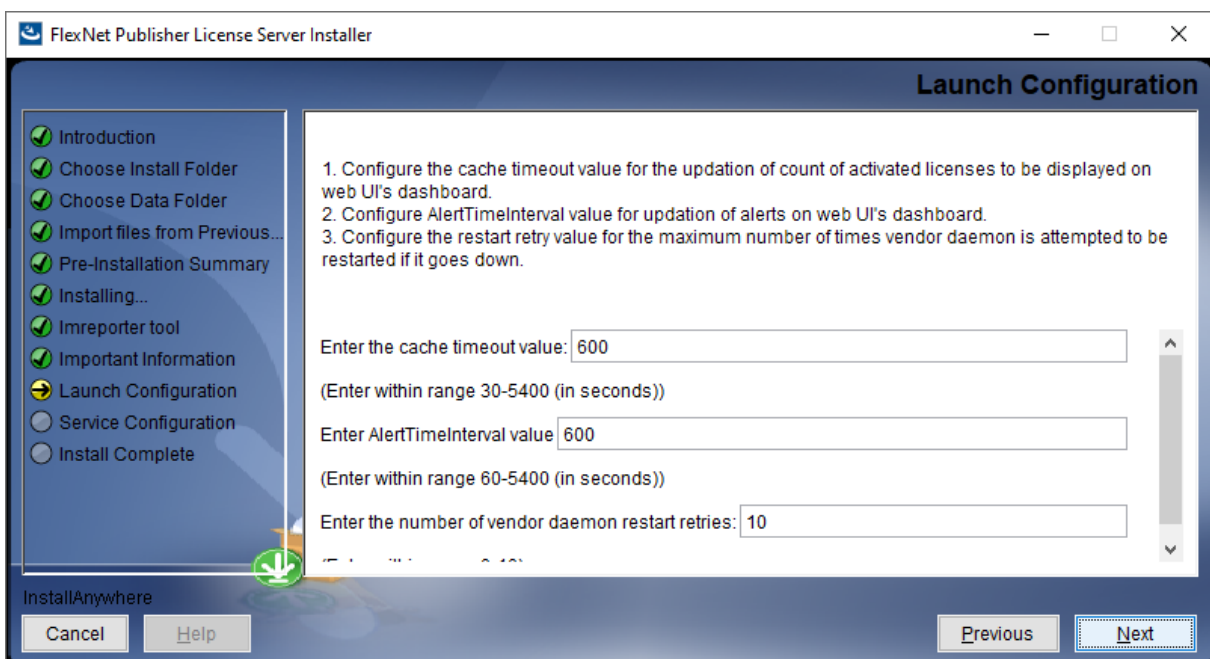 FlexNet Publisher License Server Installer
Launch Configuration
Introduction
Choose Install Folder
Choose Data Folder
Import files from Previous...
Pre-Installation Summary
Installing...
lmreporter tool
Important Information
Launch Configuration
Service Configuration
Install Complete
1. Configure the cache timeout value for the updation of count of activated licenses to be displayed on
web UI's dashboard.
2. Configure AlertTimeInterval value for updation of alerts on web UI's dashboard.
3. Configure the restart retry value for the maximum number of times vendor daemon is attempted to be
restarted if it goes down.
Enter the cache timeout value: 600
(Enter within range 30-5400 (in seconds))
Enter AlertTimeInterval value 600
(Enter within range 60-5400 (in seconds))
Enter the number of vendor daemon restart retries: 10
InstallAnywhere
Cancel
Help
Previous
Next